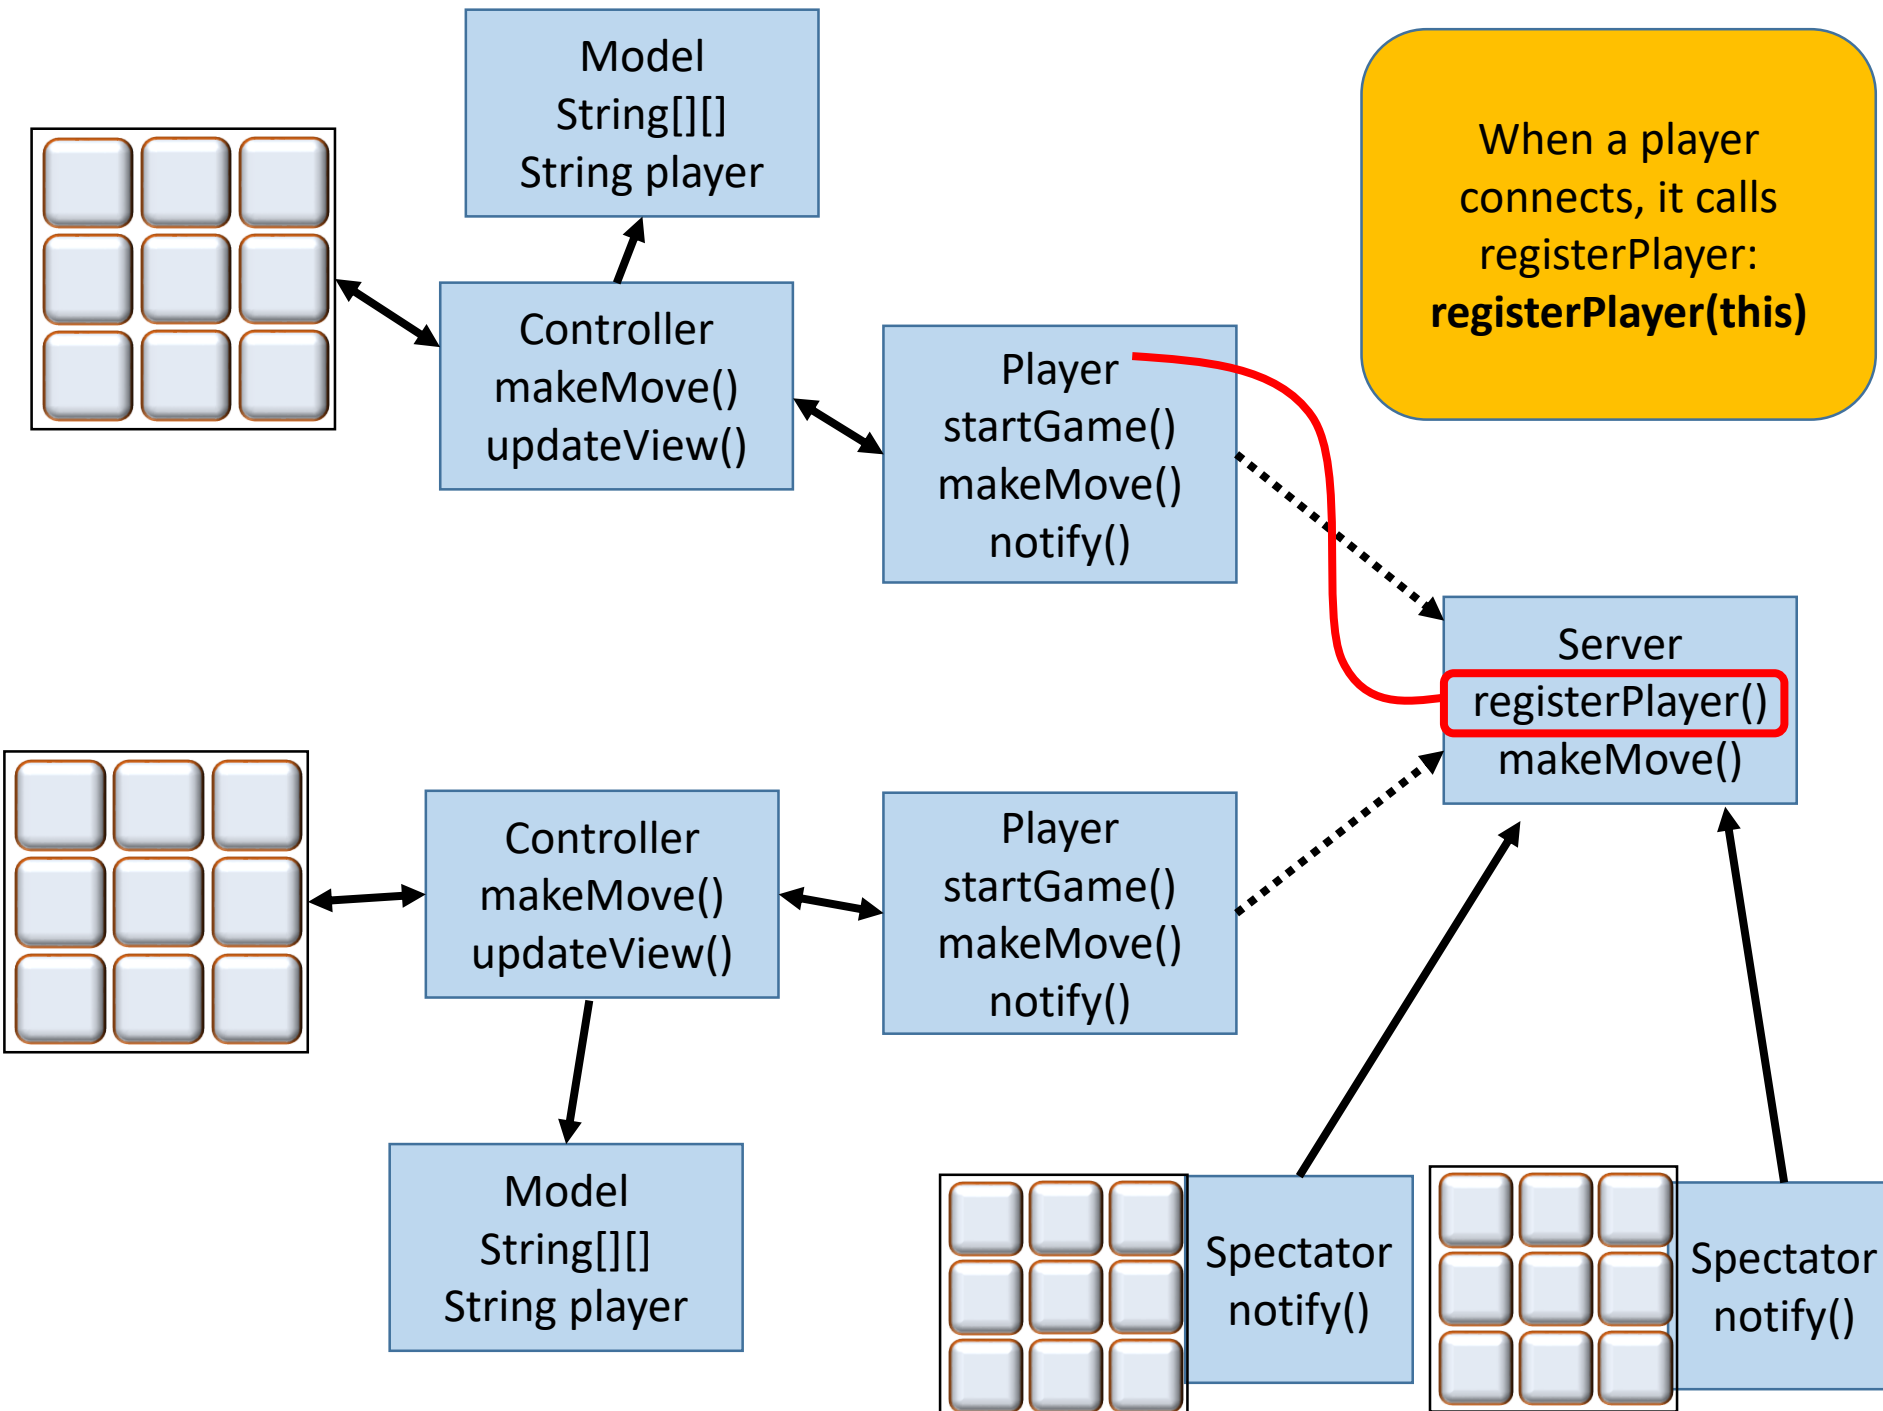 Model
String[][]
String player
When a player
connects, it calls
registerPlayer:
registerPlayer(this)
Controller
makeMove()
updateView()
Player
startGame()
makeMove()
notify()
Server
registerPlayer()
makeMove()
Controller
makeMove()
updateView()
Player
startGame()
makeMove()
notify()
Model
String[][]
String player
Spectator
notify()
Spectator
notify()